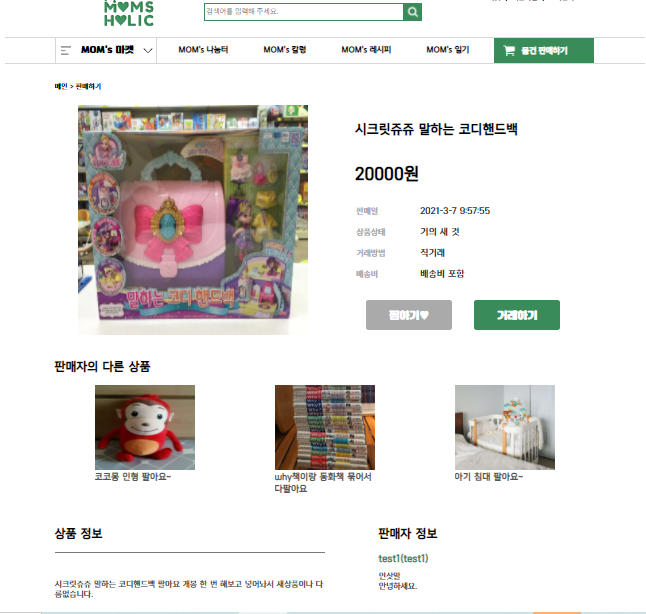 MOMS
HOLIC
검색어를 입력해 주세요.
MOM's 마켓
MOM's 나눔터
MOM's 칼럼
MOM's 레시피
MOM's 일기
물건 판매하기
메인 > 판매하기
시크릿쥬쥬 말하는 코디핸드백
20000원
판매일
2021-3-7 9:57:55
상품상태
거의 새 것
거래방법
직거래
배송비
배송비 포함
찜하기♥
거래하기
말하는 코디 핸드백
판매자의 다른 상품
코코몽 인형 팔아요~
why책이랑 동화책 묶어서
다팔아요
아기 침대 팔아요~
상품 정보
판매자 정보
test1(test1)
시크릿쥬쥬 말하는 코디핸드백 팔아요 개봉 한 번 해보고 넣어놔서 새상품이나 다
름없습니다.
인삿말
안녕하세요.